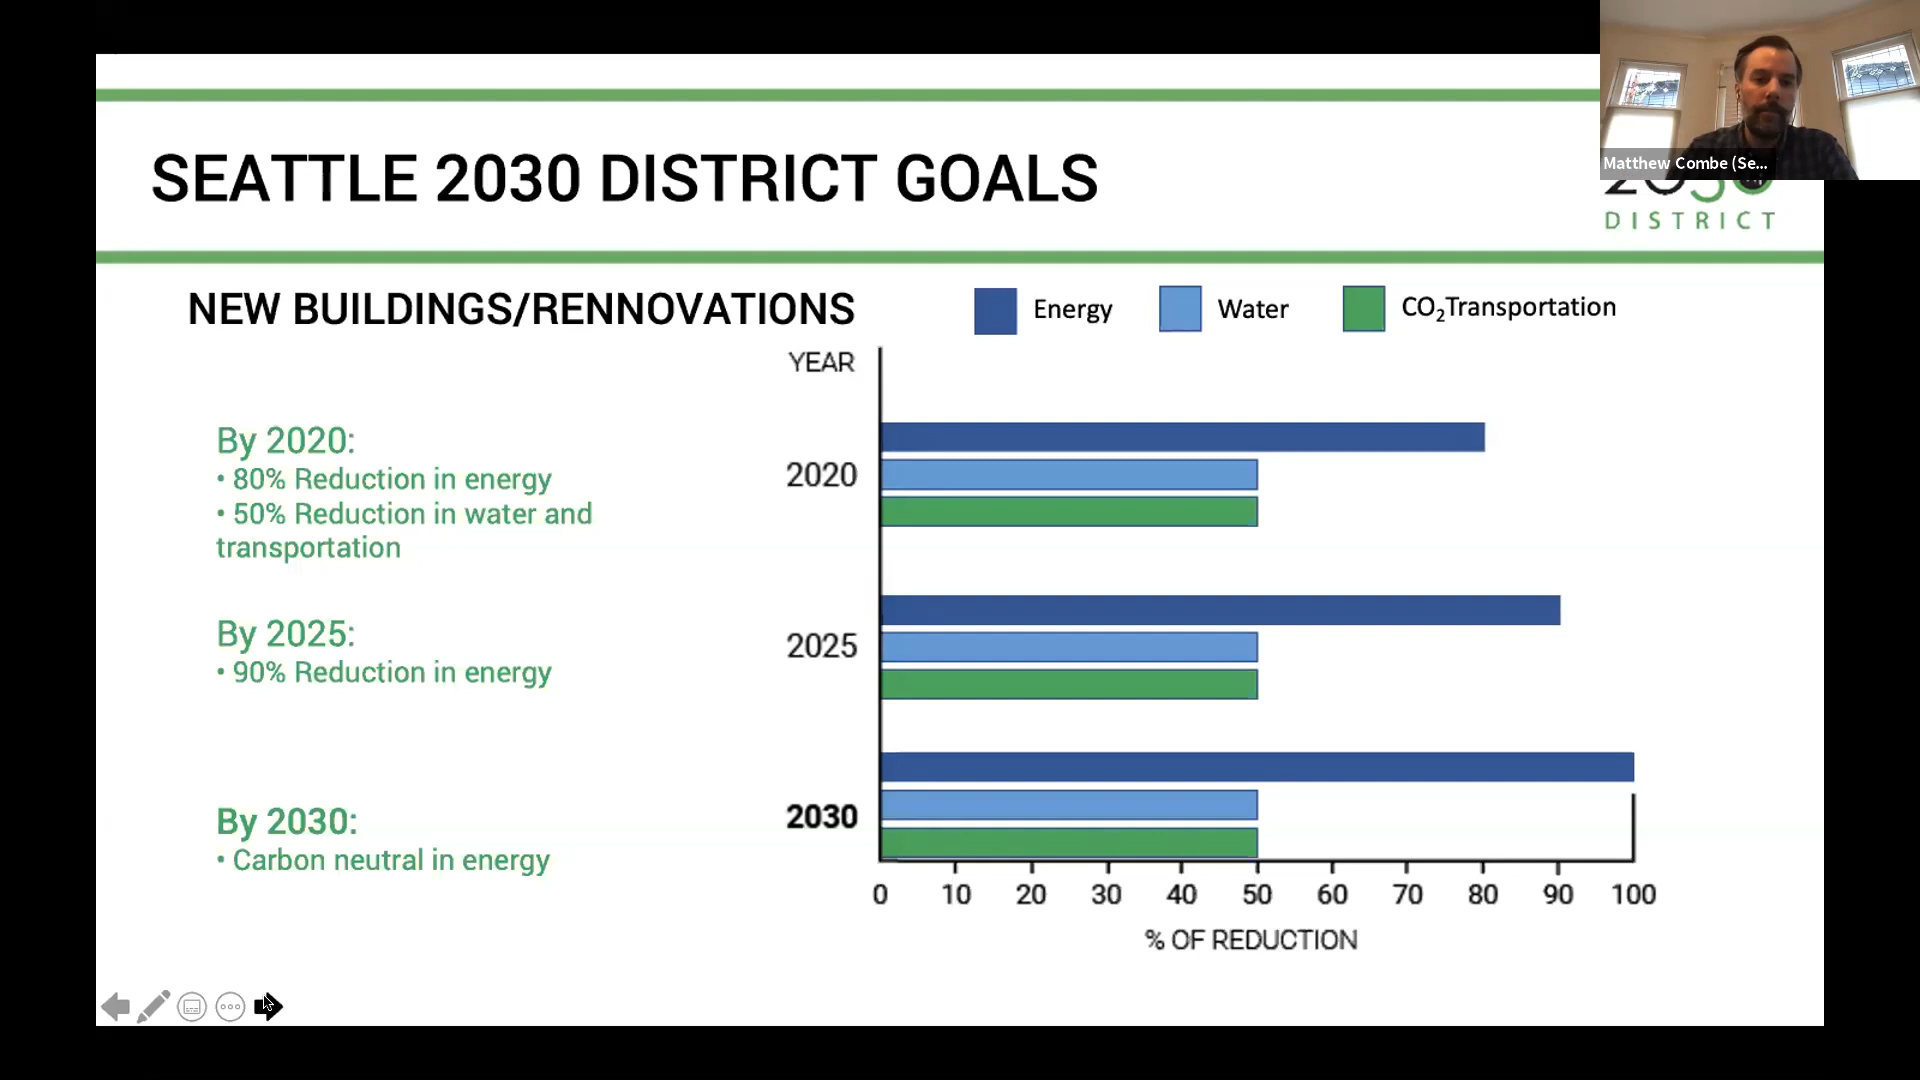 Matthew Combe (Se...
SEATTLE 2030 DISTRICT GOALS
2030
DISTRICT
NEW BUILDINGS/RENNOVATIONS
Energy
Water
CO₂Transportation
YEAR
By 2020:
• 80% Reduction in energy
• 50% Reduction in water and
transportation
2020
By 2025:
• 90% Reduction in energy
2025
By 2030:
• Carbon neutral in energy
2030
0 10 20 30 40 50 60 70 80 90 100
% OF REDUCTION